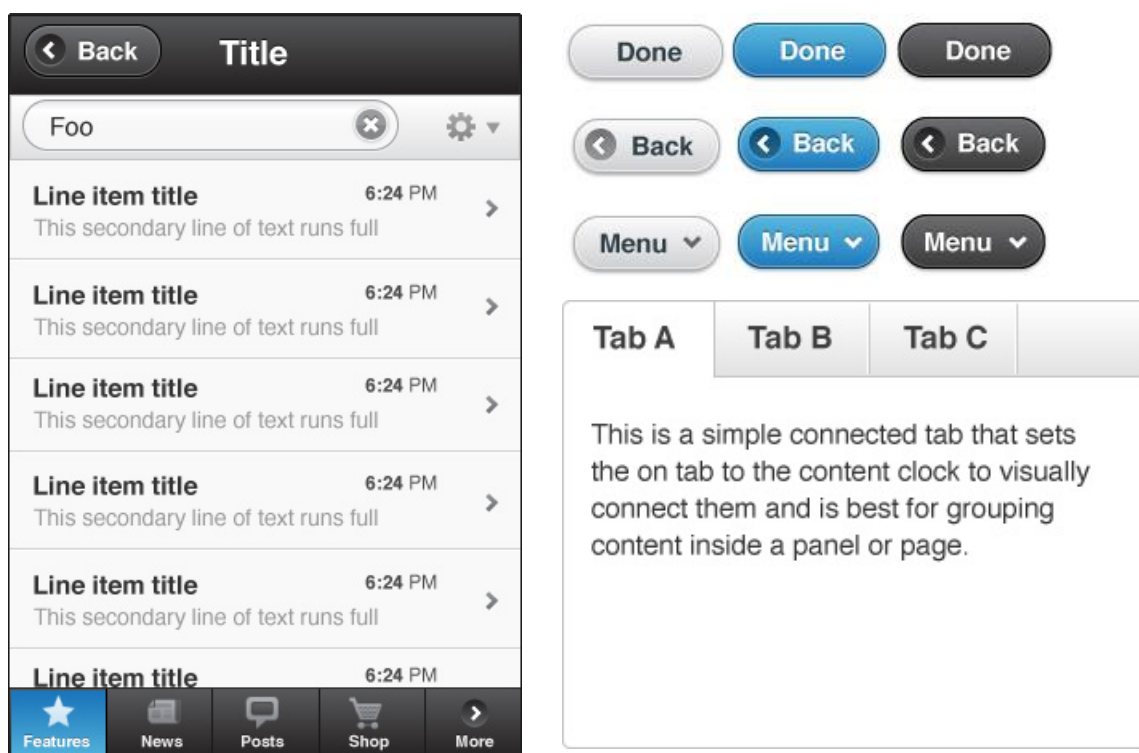 Back
Title
Foo
Line item title
6:24 PM
This secondary line of text runs full
Line item title
6:24 PM
This secondary line of text runs full
Line item title
6:24 PM
This secondary line of text runs full
Line item title
6:24 PM
This secondary line of text runs full
Line item title
6:24 PM
This secondary line of text runs full
Line item title
6:24 PM
Features
News
Posts
Shop
More
Done
Done
Done
Back
Back
Back
Menu
Menu
Menu
Tab A
Tab B
Tab C
This is a simple connected tab that sets
the on tab to the content clock to visually
connect them and is best for grouping
content inside a panel or page.